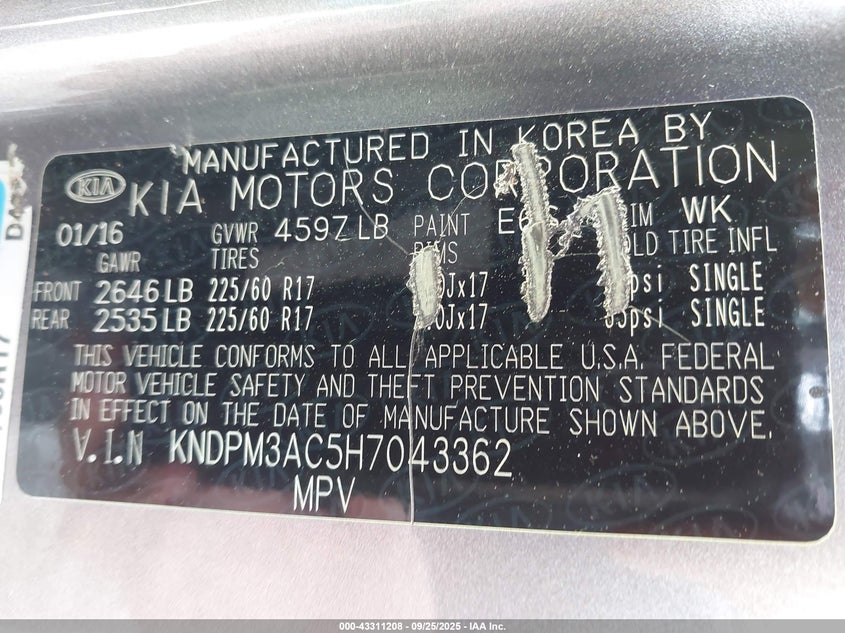 MANUFACTURED IN KOREA BY
KIA KIA MOTORS CORPORATION
01/16 GVWR 4597 LB PAINT WK
GAWR TIRES TIRE INFL
FRONT 2646 LB 225/60 R17 SINGLE
REAR 2535 LB 225/60 R17 SINGLE
THIS VEHICLE CONFORMS TO ALL APPLICABLE U.S.A. FEDERAL
MOTOR VEHICLE SAFETY AND THEFT PREVENTION STANDARDS
IN EFFECT ON THE DATE OF MANUFACTURE SHOWN ABOVE.
V.I.N KNDPM3AC5H7043362
MPV
000-43311208 - 09/25/2025 - IAA Inc.